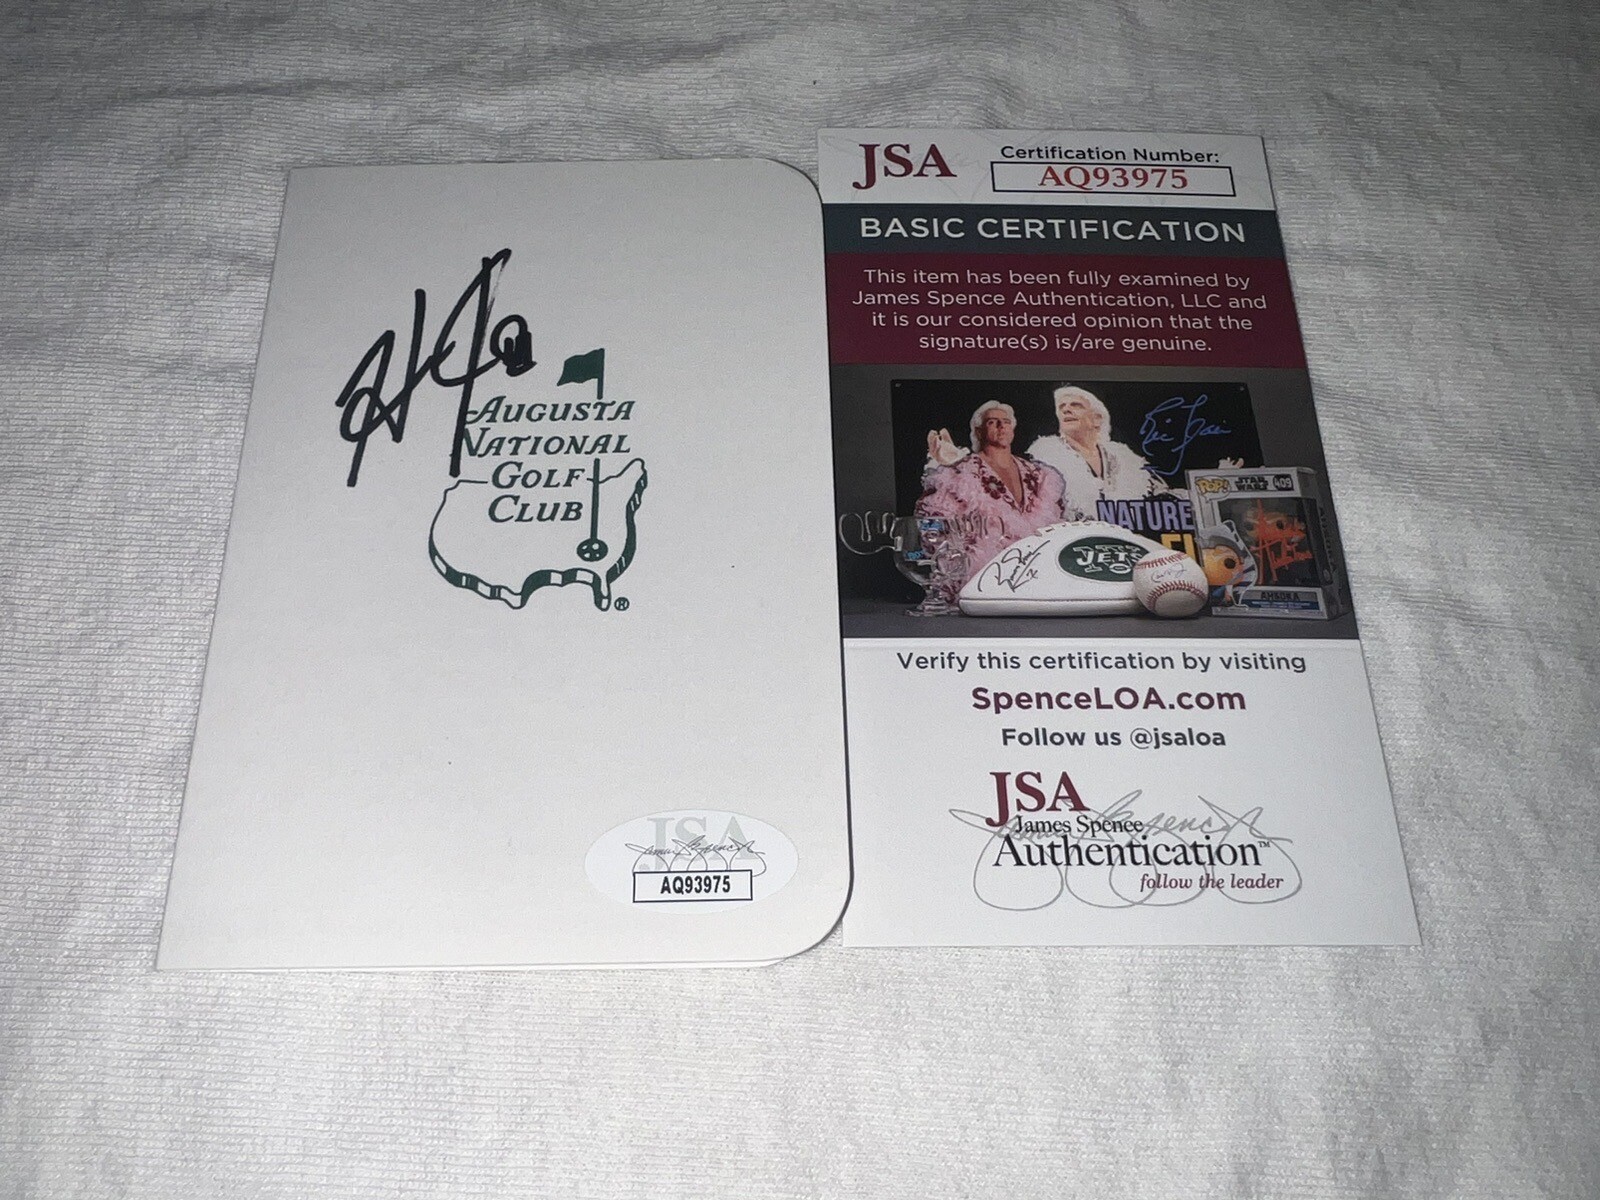 AUGUSTA
NATIONAL
GOLF
CLUB
®
JSA
AQ93975
JSA
Certification Number:
AQ93975
BASIC CERTIFICATION
This item has been fully examined by
James Spence Authentication, LLC and
it is our considered opinion that the
signature(s) is/are genuine.
NATURE
JETS
POP!
STAR
WARS
409
AHSOKA
Verify this certification by visiting
SpenceLOA.com
Follow us @jsaloa
JSA
James Spence
Authentication™
follow the leader